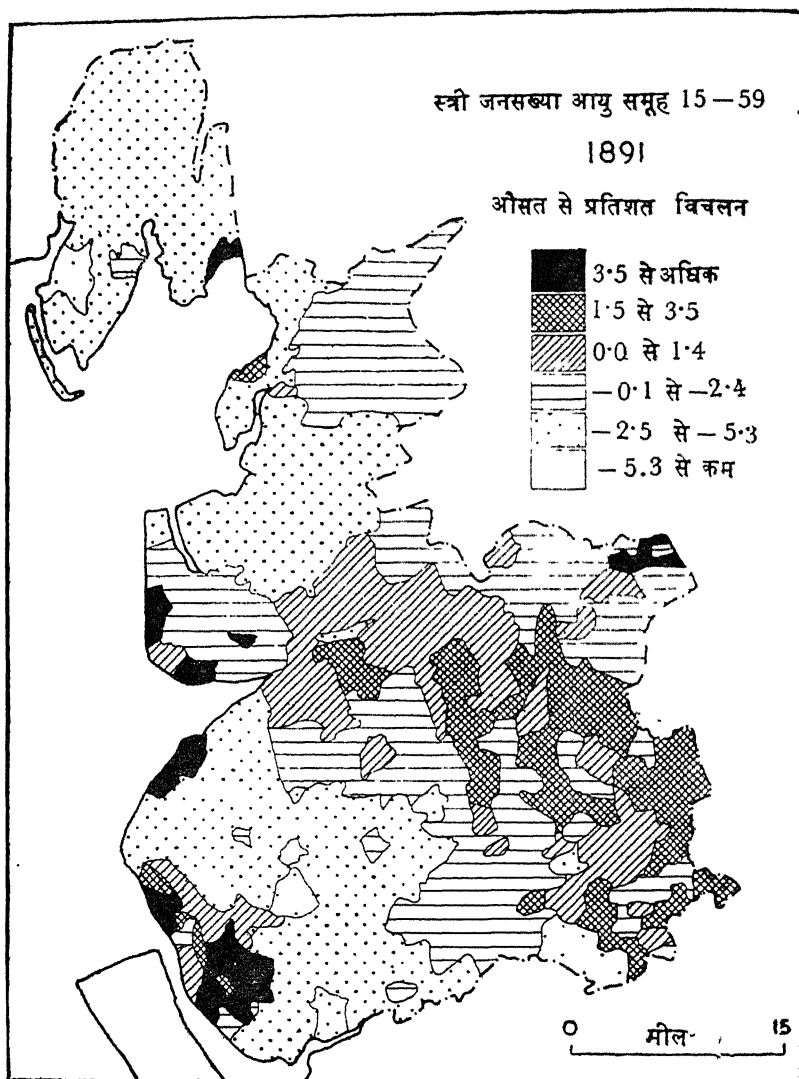 स्त्री जनसख्या आयु समूह 15–59
1891
औसत से प्रतिशत विचलन
3·5 से अधिक
1·5 से 3·5
0·0 से 1·4
–0·1 से –2·4
–2·5 से –5·3
–5.3 से कम
0 मील 15